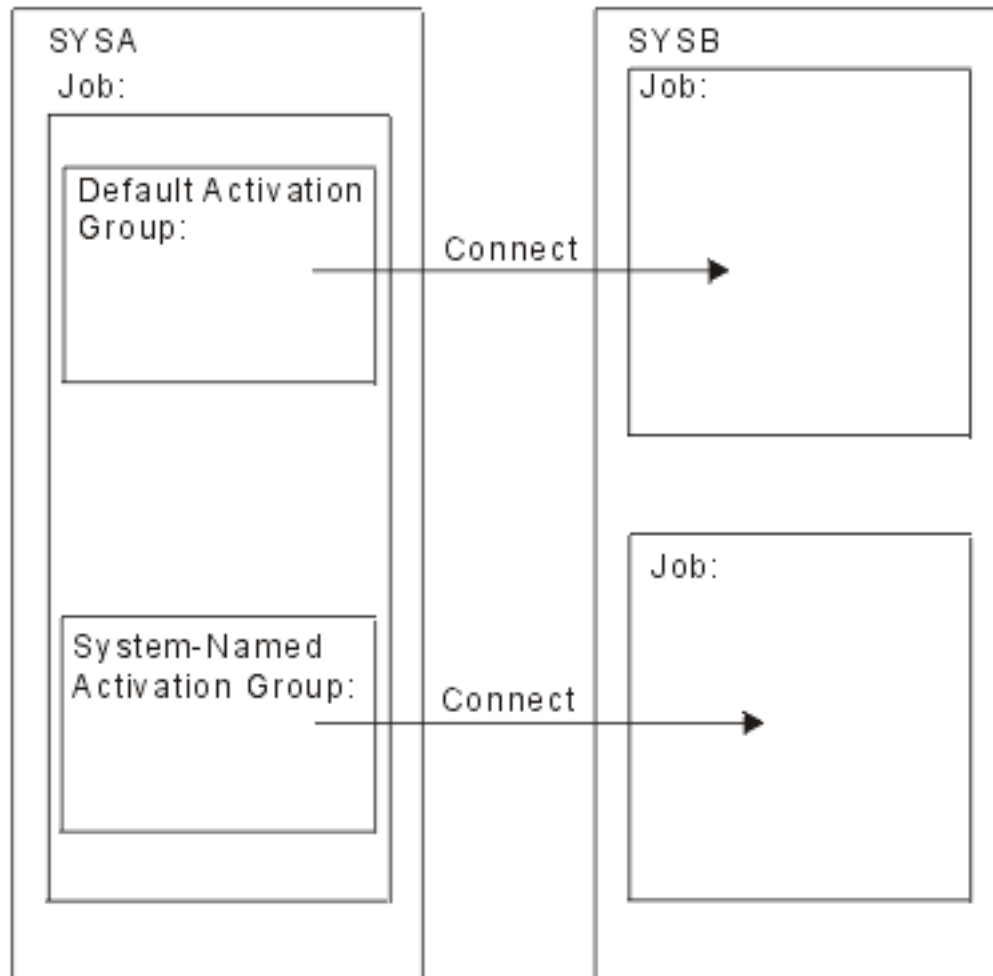 SYSA
Job:
Default Activation
Group:
Connect
System-Named
Activation Group:
Connect
SYSB
Job:
Job: